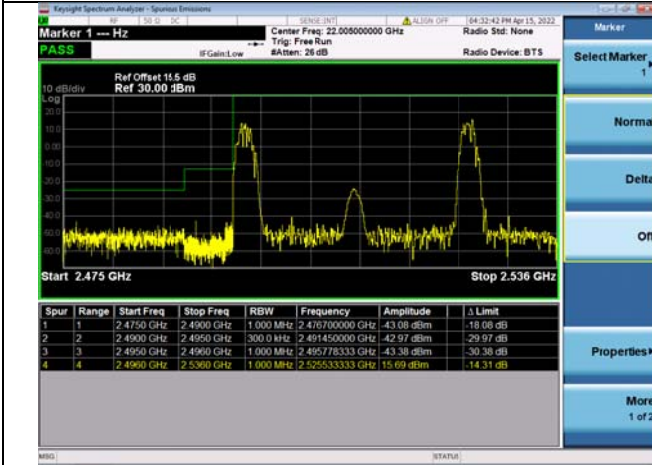 Keysight Spectrum Analyzer - Spurious Emissions
RF 50 Ω DC SENSE:INT ALIGN OFF 04:32:42 PM Apr 15, 2022
Marker 1 --- Hz Center Freq: 22.005000000 GHz Radio Std: None
Trig: Free Run
PASS IFGain:Low #Atten: 26 dB Radio Device: BTS
Ref Offset 15.5 dB
10 dB/div Ref 30.00 dBm
Log
20.0
10.0
0.00
-10.0
-20.0
-30.0
-40.0
-50.0
-60.0
Start 2.475 GHz Stop 2.536 GHz
Spur Range Start Freq Stop Freq RBW Frequency Amplitude Δ Limit
1 1 2.4750 GHz 2.4900 GHz 1.000 MHz 2.476700000 GHz -43.08 dBm -18.08 dB
2 2 2.4900 GHz 2.4950 GHz 300.0 kHz 2.491450000 GHz -42.97 dBm -29.97 dB
3 3 2.4950 GHz 2.4960 GHz 1.000 MHz 2.495778333 GHz -43.38 dBm -30.38 dB
4 4 2.4960 GHz 2.5360 GHz 1.000 MHz 2.525533333 GHz 15.69 dBm -14.31 dB
MSG STATUS
Marker
Select Marker
1
Normal
Delta
Off
Properties
More
1 of 2